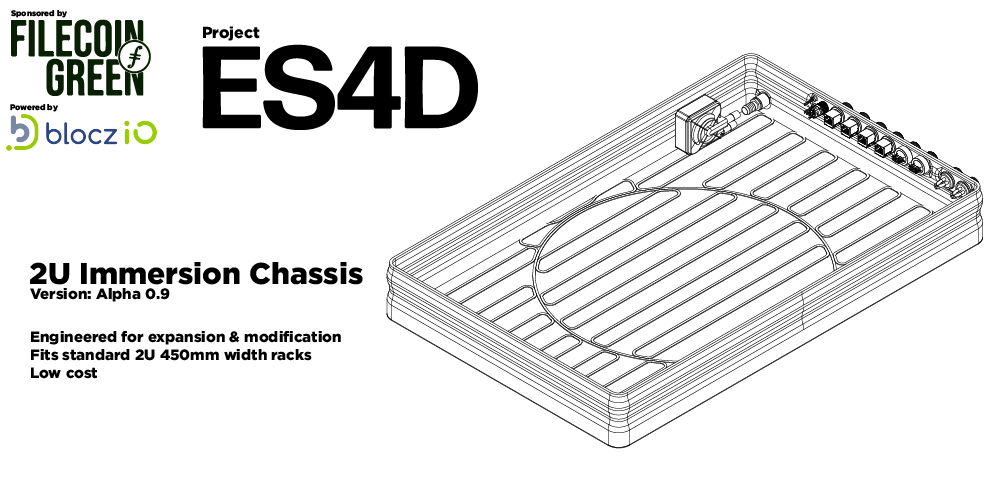 Sponsored by
FILECOIN
GREEN
Powered by
blocz io
Project
ES4D
2U Immersion Chassis
Version: Alpha 0.9
Engineered for expansion & modification
Fits standard 2U 450mm width racks
Low cost